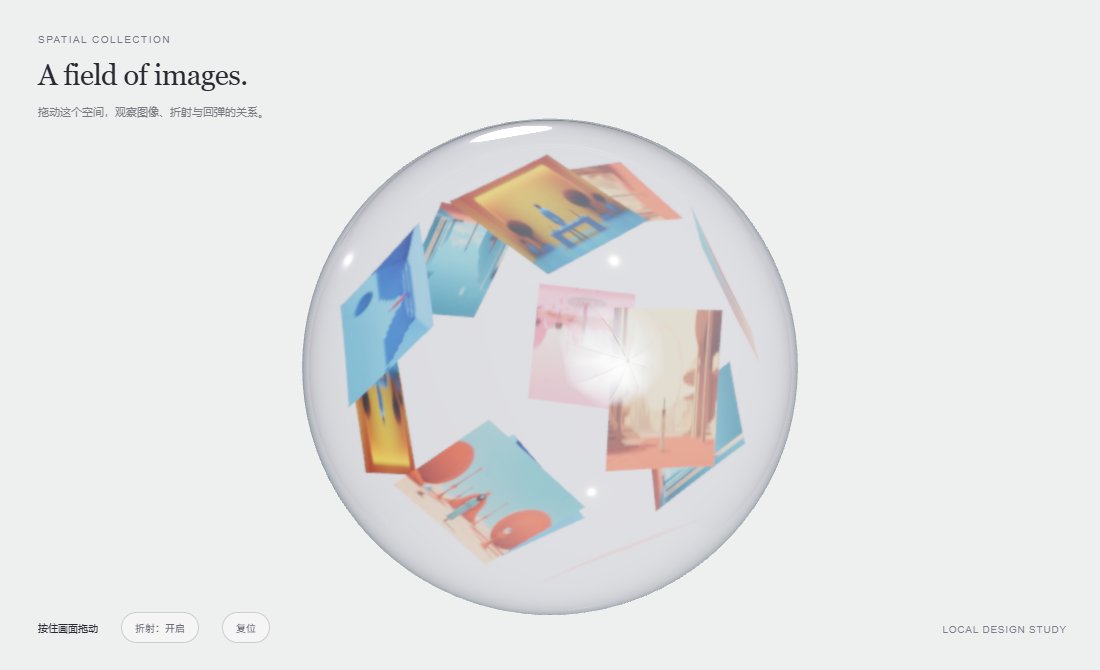 SPATIAL COLLECTION
A field of images.
拖动这个空间，观察图像、折射与回弹的关系。
按住画面拖动
折射：开启
复位
LOCAL DESIGN STUDY